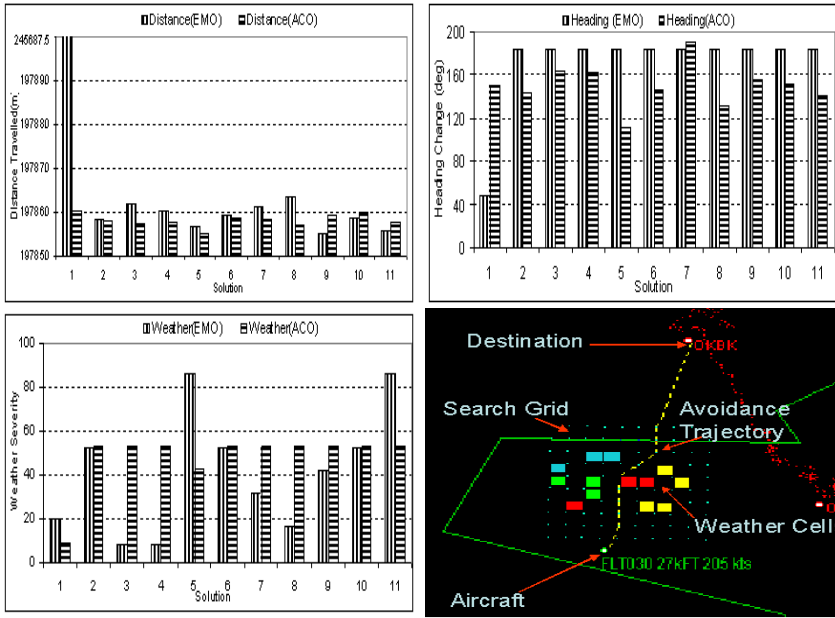 Distance(EMO) Distance(ACO)
Distance Travelled(m)
245687.5
197890
197880
197870
197860
197850
1 2 3 4 5 6 7 8 9 10 11
Solution
Heading (EMO) Heading(ACO)
Heading Change (deg)
200
160
120
80
40
0
1 2 3 4 5 6 7 8 9 10 11
Solution
Weather(EMO) Weather(ACO)
Weather Severity
100
80
60
40
20
0
1 2 3 4 5 6 7 8 9 10 11
Solution
Destination
OKBK
Search Grid
Avoidance
Trajectory
Weather Cell
FLT030 27kFT 205 kts
Aircraft